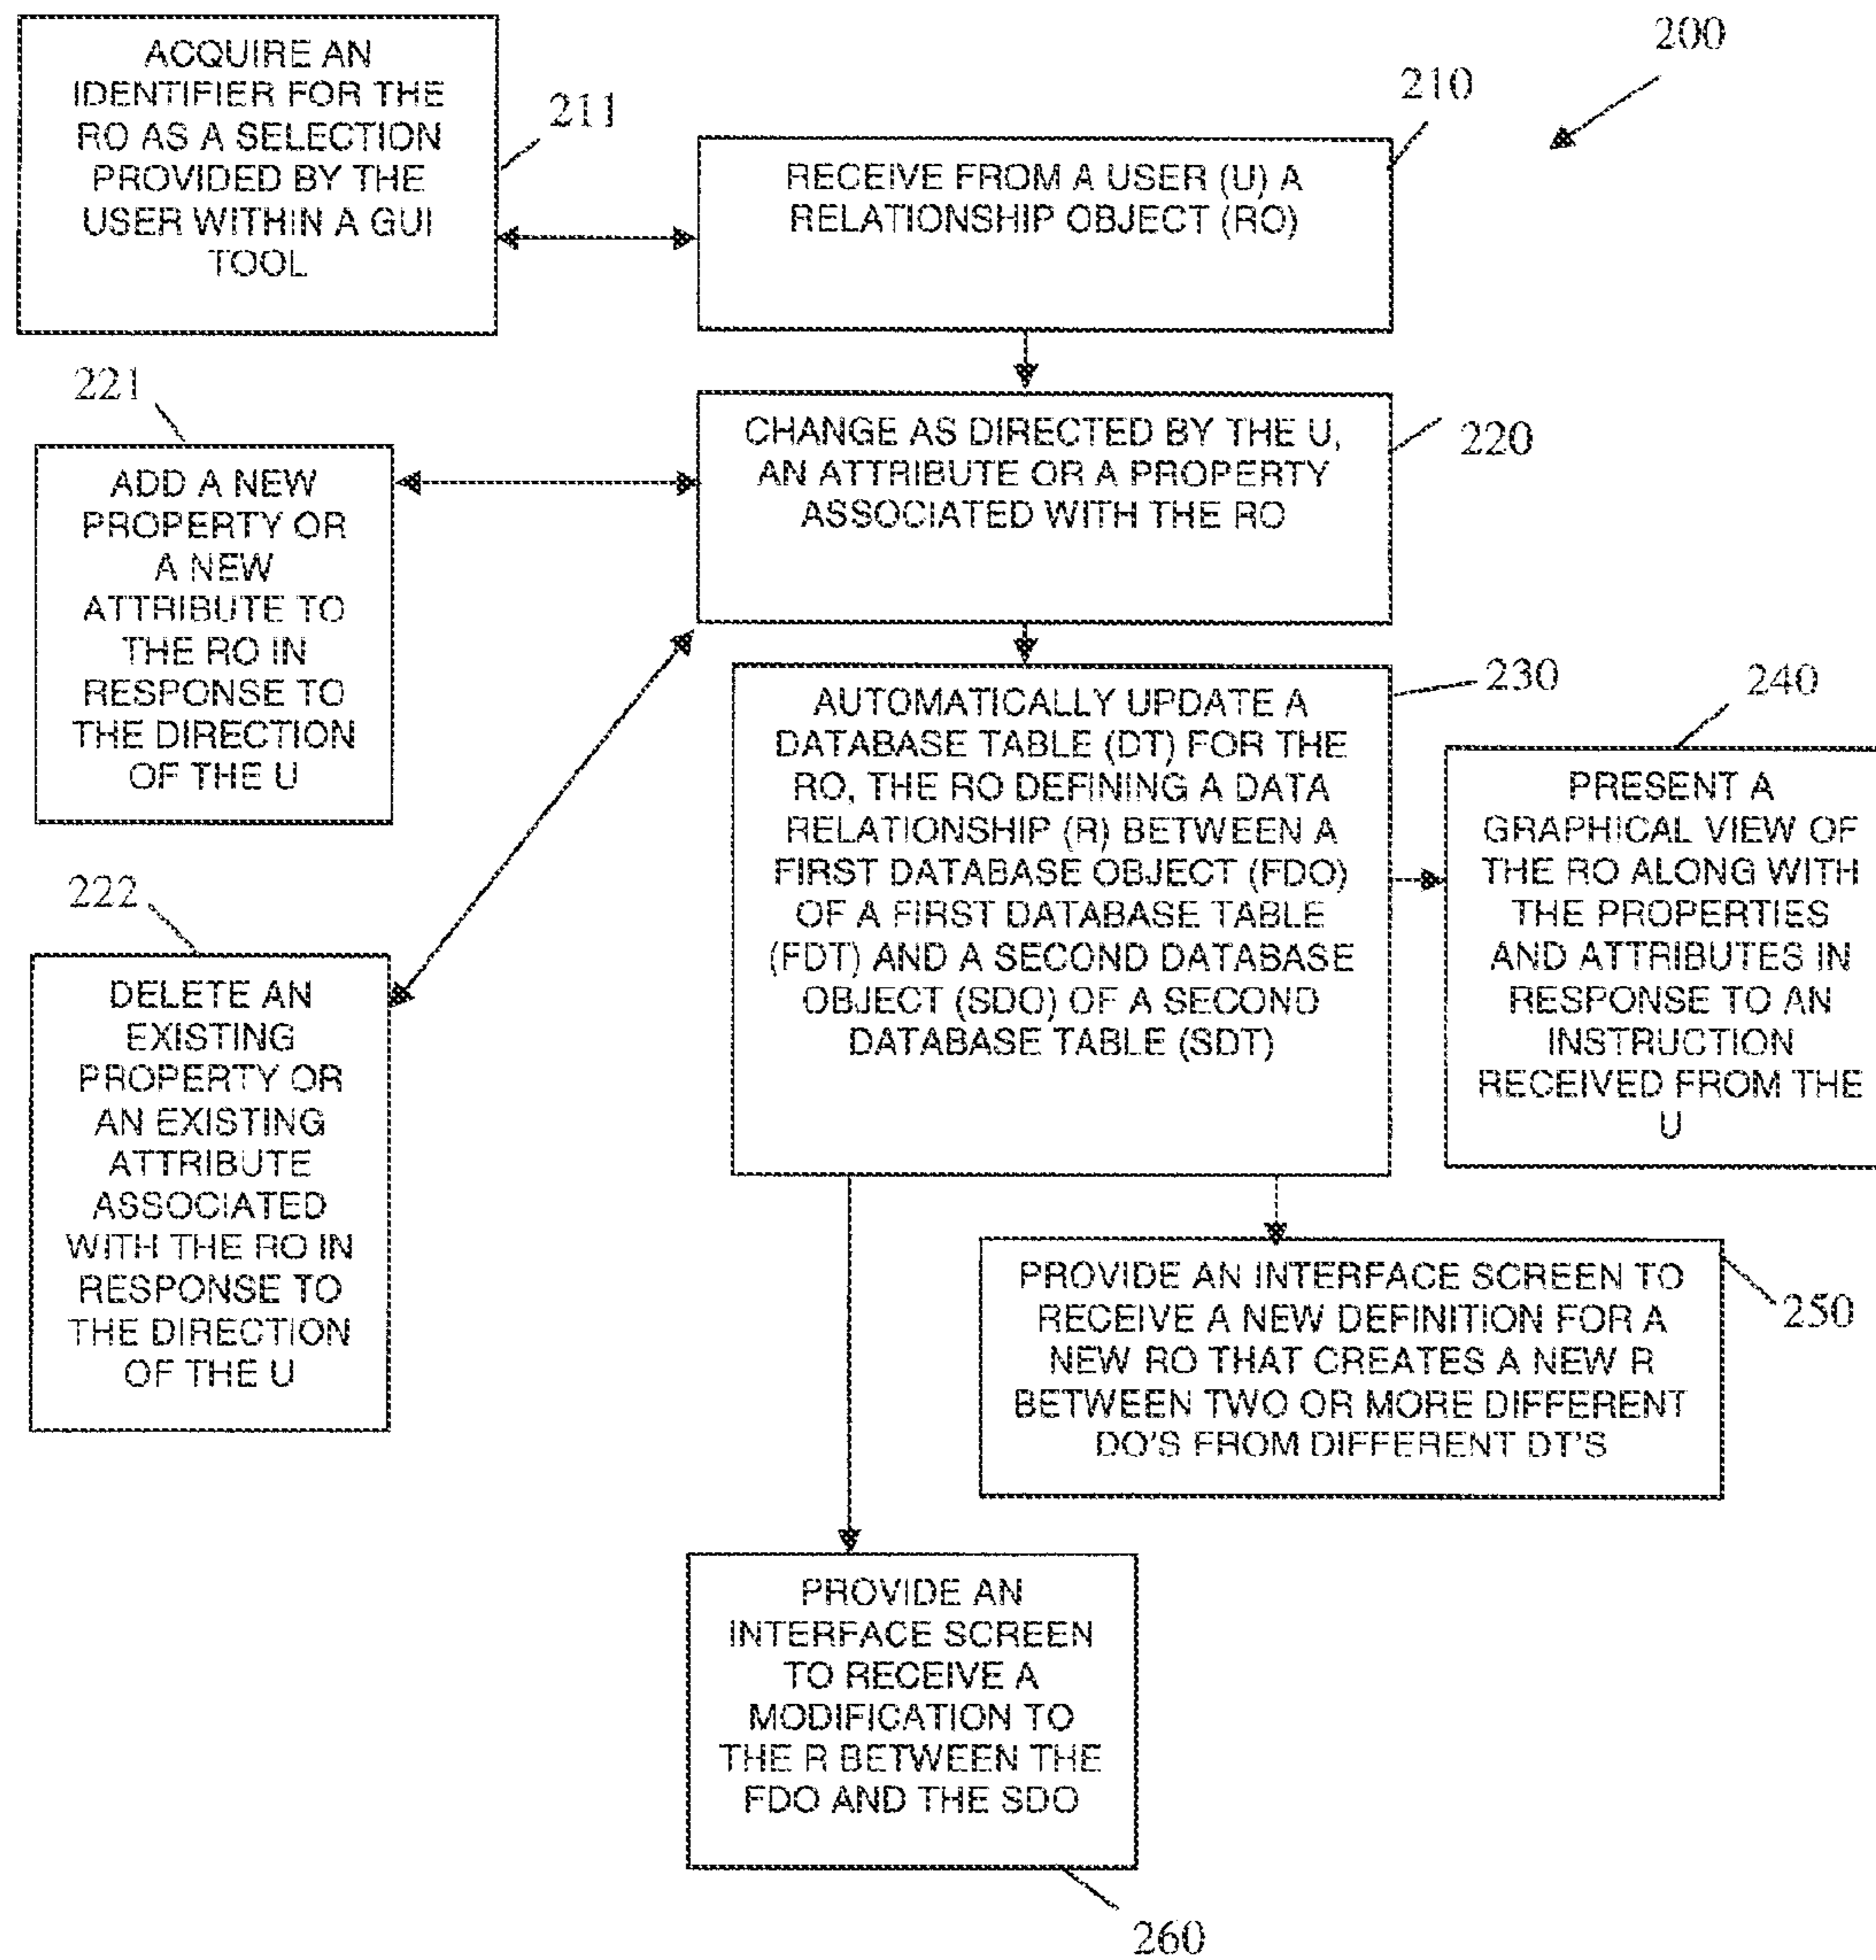 200
ACQUIRE AN
IDENTIFIER FOR THE
RO AS A SELECTION
PROVIDED BY THE
USER WITHIN A GUI
TOOL
211
210
RECEIVE FROM A USER (U) A
RELATIONSHIP OBJECT (RO)
221
ADD A NEW
PROPERTY OR
A NEW
ATTRIBUTE TO
THE RO IN
RESPONSE TO
THE DIRECTION
OF THE U
CHANGE AS DIRECTED BY THE U,
AN ATTRIBUTE OR A PROPERTY
ASSOCIATED WITH THE RO
220
222
DELETE AN
EXISTING
PROPERTY OR
AN EXISTING
ATTRIBUTE
ASSOCIATED
WITH THE RO IN
RESPONSE TO
THE DIRECTION
OF THE U
AUTOMATICALLY UPDATE A
DATABASE TABLE (DT) FOR THE
RO, THE RO DEFINING A DATA
RELATIONSHIP (R) BETWEEN A
FIRST DATABASE OBJECT (FDO)
OF A FIRST DATABASE TABLE
(FDT) AND A SECOND DATABASE
OBJECT (SDO) OF A SECOND
DATABASE TABLE (SDT)
230
240
PRESENT A
GRAPHICAL VIEW OF
THE RO ALONG WITH
THE PROPERTIES
AND ATTRIBUTES IN
RESPONSE TO AN
INSTRUCTION
RECEIVED FROM THE
U
PROVIDE AN INTERFACE SCREEN TO
RECEIVE A NEW DEFINITION FOR A
NEW RO THAT CREATES A NEW R
BETWEEN TWO OR MORE DIFFERENT
DO'S FROM DIFFERENT DT'S
250
PROVIDE AN
INTERFACE SCREEN
TO RECEIVE A
MODIFICATION TO
THE R BETWEEN THE
FDO AND THE SDO
260